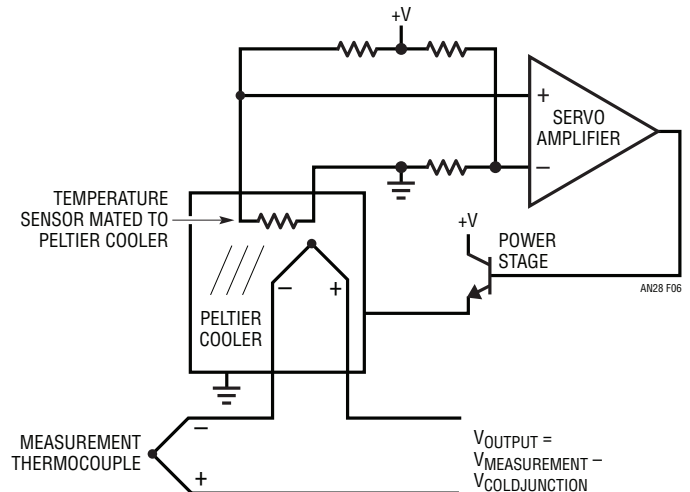 +V
+
SERVO
AMPLIFIER
–
TEMPERATURE
SENSOR MATED TO
PELTIER COOLER
+V
POWER
STAGE
AN28 F06
– +
PELTIER
COOLER
–
MEASUREMENT
THERMOCOUPLE
+
VOUTPUT =
VMEASUREMENT –
VCOLDJUNCTION